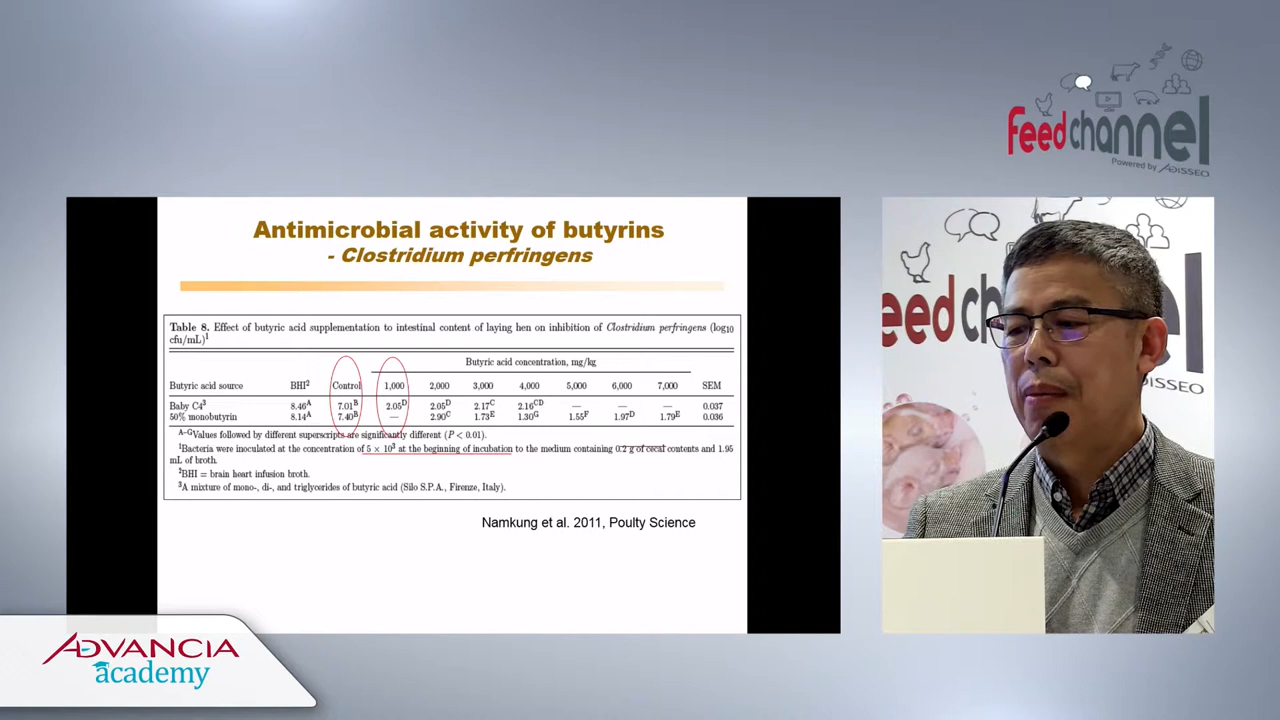 feedchannel
Powered by ADISSEO
Antimicrobial activity of butyrins
- Clostridium perfringens
Table 8. Effect of butyric acid supplementation to intestinal content of laying hen on inhibition of Clostridium perfringens (log10
cfu/mL)1
Butyric acid concentration, mg/kg
Butyric acid source BHI2 Control 1,000 2,000 3,000 4,000 5,000 6,000 7,000 SEM
Baby C43 8.46A 7.01B 2.05D 2.05D 2.17C 2.16CD — — — 0.037
50% monobutyrin 8.14A 7.40B — 2.90C 1.73E 1.30G 1.55F 1.97D 1.79E 0.036
A–GValues followed by different superscripts are significantly different (P < 0.01).
1Bacteria were inoculated at the concentration of 5 × 103 at the beginning of incubation to the medium containing 0.2 g of cecal contents and 1.95
mL of broth.
2BHI = brain heart infusion broth.
3A mixture of mono-, di-, and triglycerides of butyric acid (Silo S.P.A., Firenze, Italy).
Namkung et al. 2011, Poulty Science
eed ch
el
DISSEO
ADVANCIA
academy